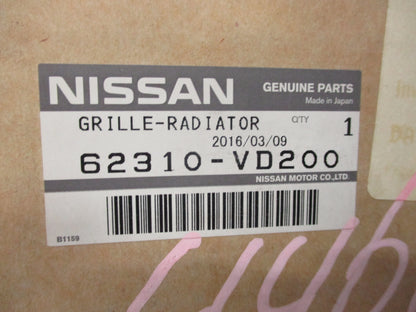 NISSAN GENUINE PARTS
Made in Japan
GRILLE-RADIATOR QTY 1
2016/03/09
62310-VD200
NISSAN MOTOR CO.,LTD
B1159